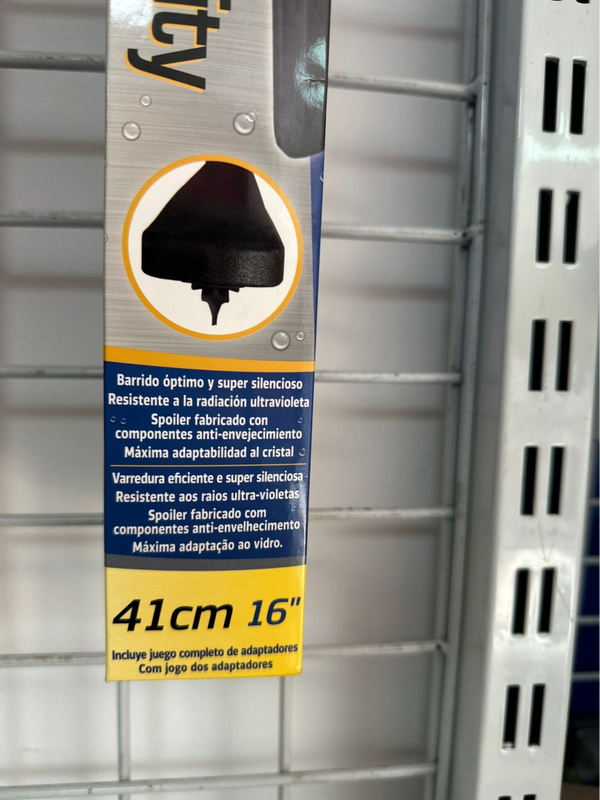 ity
Barrido óptimo y super silencioso
Resistente a la radiación ultravioleta
Spoiler fabricado con
componentes anti-envejecimiento
Máxima adaptabilidad al cristal
Varredura eficiente e super silenciosa
Resistente aos raios ultra-violetas
Spoiler fabricado com
componentes anti-envelhecimento
Máxima adaptação ao vidro.
41cm 16"
Incluye juego completo de adaptadores
Com jogo dos adaptadores